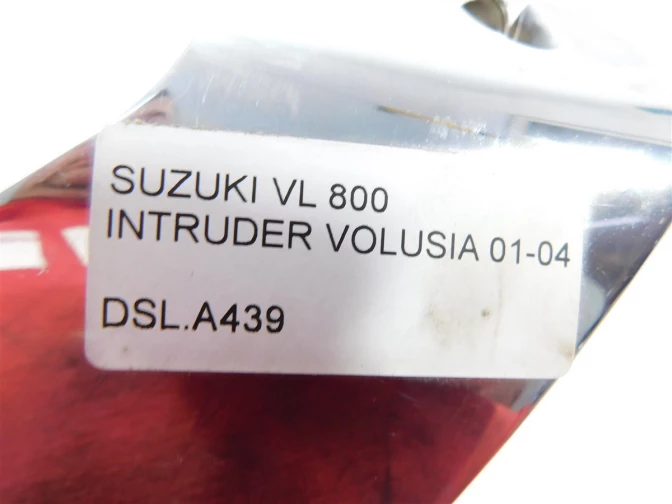 SUZUKI VL 800
INTRUDER VOLUSIA 01-04
DSL.A439